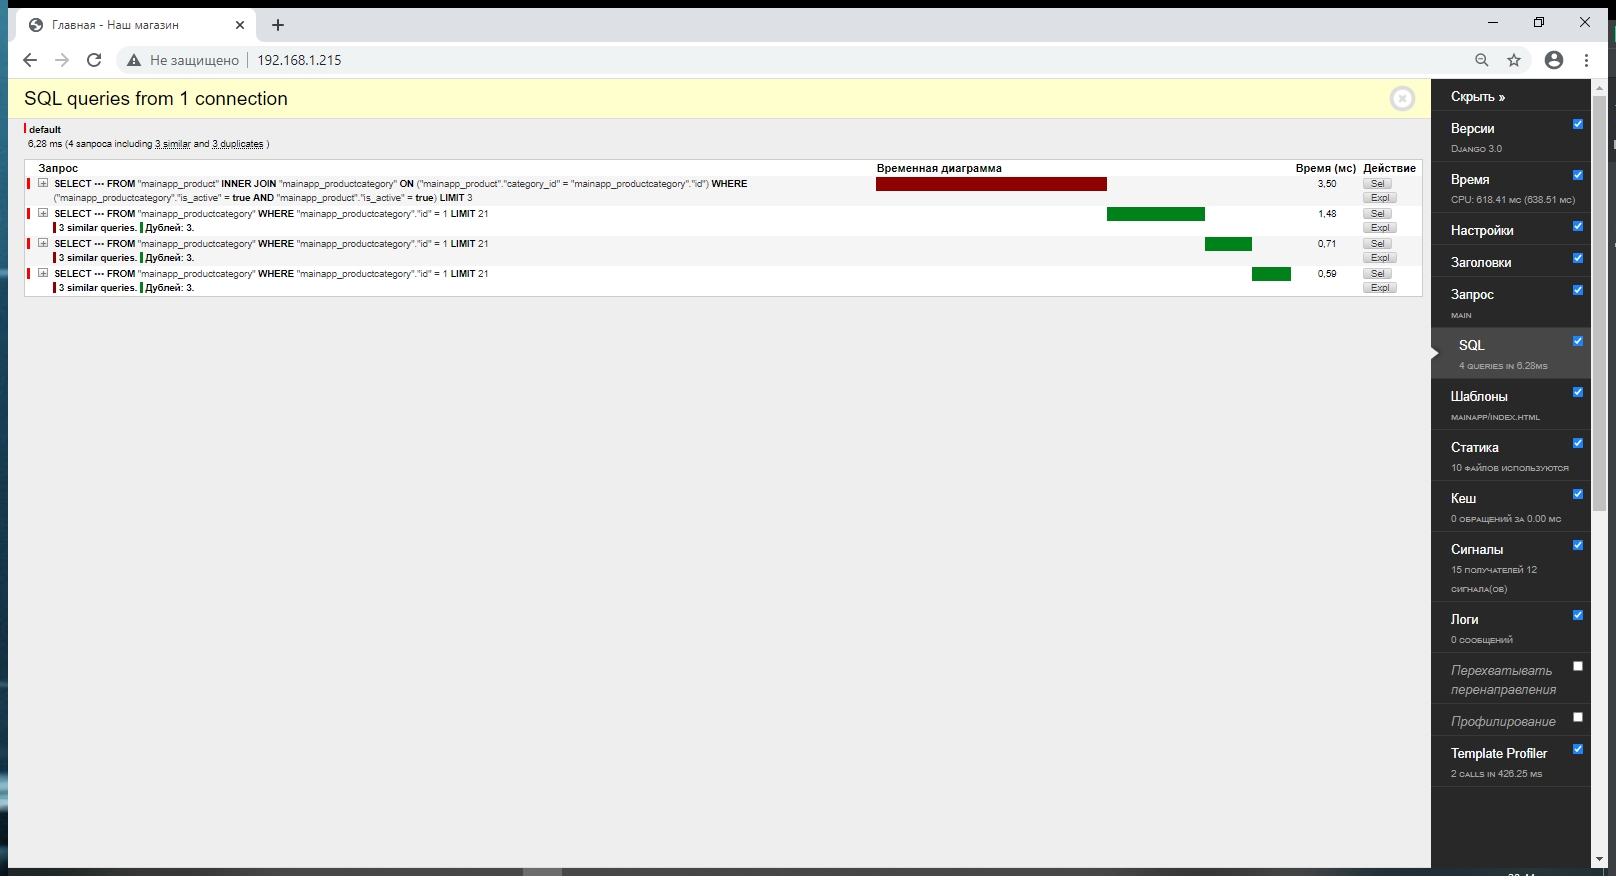 Главная - Наш магазин
Не защищено
192.168.1.215
SQL queries from 1 connection
default
6,28 ms (4 запроса including 3 similar and 3 duplicates )
Запрос Временная диаграмма Время (мс) Действие
SELECT ••• FROM "mainapp_product" INNER JOIN "mainapp_productcategory" ON ("mainapp_product"."category_id" = "mainapp_productcategory"."id") WHERE 3,50 Sel
("mainapp_productcategory"."is_active" = true AND "mainapp_product"."is_active" = true) LIMIT 3 Expl
SELECT ••• FROM "mainapp_productcategory" WHERE "mainapp_productcategory"."id" = 1 LIMIT 21 1,48 Sel
3 similar queries. Дублей: 3. Expl
SELECT ••• FROM "mainapp_productcategory" WHERE "mainapp_productcategory"."id" = 1 LIMIT 21 0,71 Sel
3 similar queries. Дублей: 3. Expl
SELECT ••• FROM "mainapp_productcategory" WHERE "mainapp_productcategory"."id" = 1 LIMIT 21 0,59 Sel
3 similar queries. Дублей: 3. Expl
Скрыть »
Версии
Django 3.0
Время
CPU: 618.41 мс (638.51 мс)
Настройки
Заголовки
Запрос
main
SQL
4 queries in 6.28ms
Шаблоны
mainapp/index.html
Статика
10 файлов используются
Кеш
0 обращений за 0.00 мс
Сигналы
15 получателей 12
сигнала(ов)
Логи
0 сообщений
Перехватывать
перенаправления
Профилирование
Template Profiler
2 calls in 426.25 ms